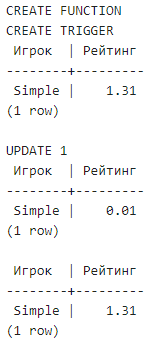 CREATE FUNCTION
CREATE TRIGGER
 Игрок  | Рейтинг
--------+---------
 Simple |    1.31
(1 row)

UPDATE 1
 Игрок  | Рейтинг
--------+---------
 Simple |    0.01
(1 row)

 Игрок  | Рейтинг
--------+---------
 Simple |    1.31
(1 row)